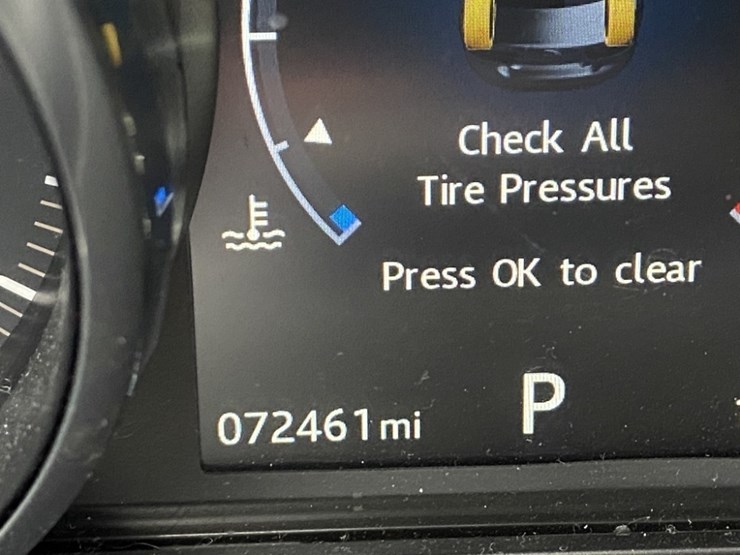 Check All
Tire Pressures
Press OK to clear
P
072461mi